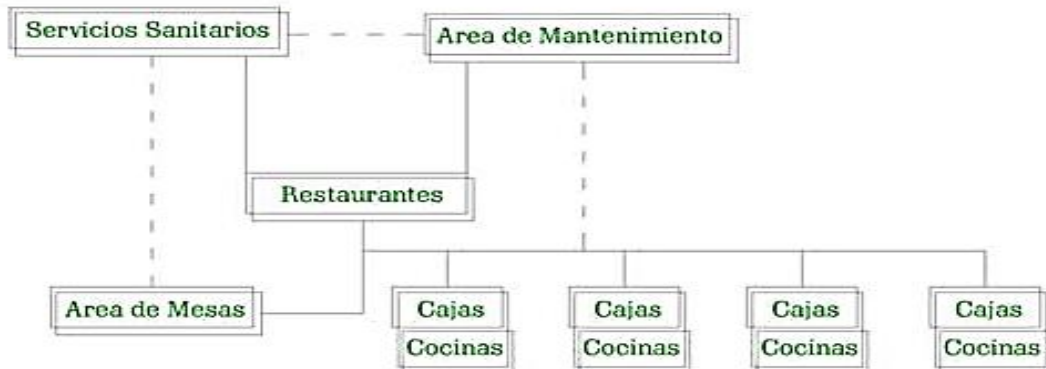 Servicios Sanitarios
Area de Mantenimiento
Restaurantes
Area de Mesas
Cajas
Cocinas
Cajas
Cocinas
Cajas
Cocinas
Cajas
Cocinas